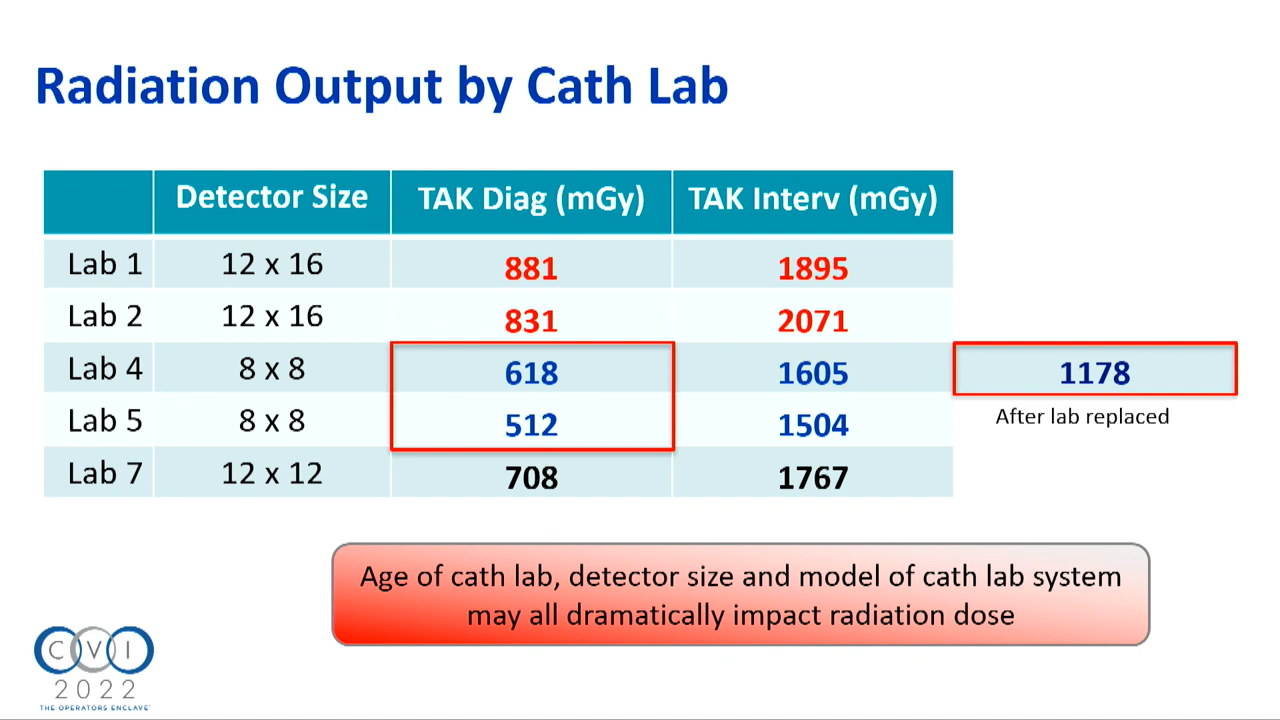 Radiation Output by Cath Lab
Detector Size TAK Diag (mGy) TAK Interv (mGy)
Lab 1 12 x 16 881 1895
Lab 2 12 x 16 831 2071
Lab 4 8 x 8 618 1605 1178
After lab replaced
Lab 5 8 x 8 512 1504
Lab 7 12 x 12 708 1767
Age of cath lab, detector size and model of cath lab system
may all dramatically impact radiation dose
CVI
2022
THE OPERATORS ENCLAVE